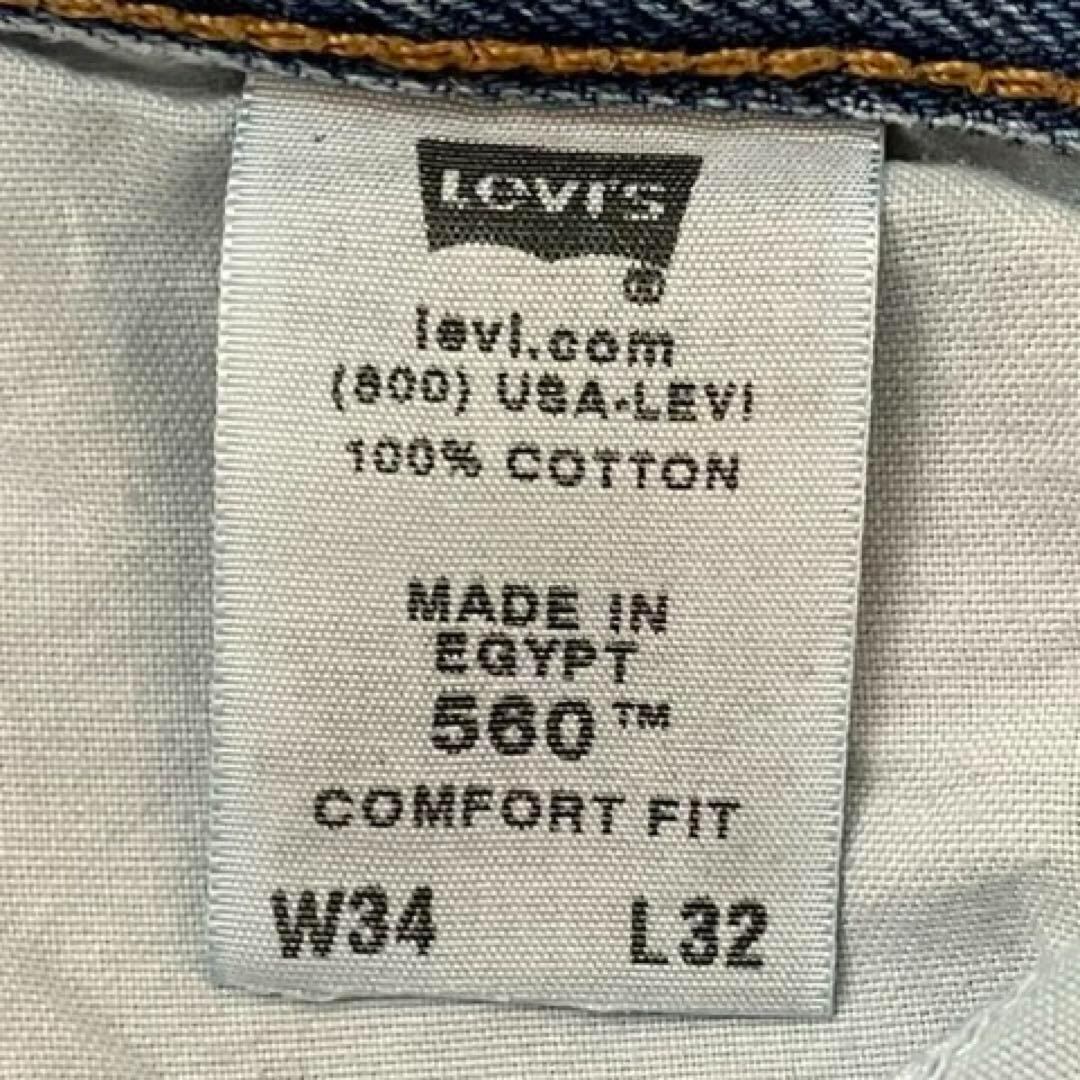 Levi's
®
levi.com
(800) USA-LEVI
100% COTTON
MADE IN
EGYPT
560™
COMFORT FIT
W34 L32